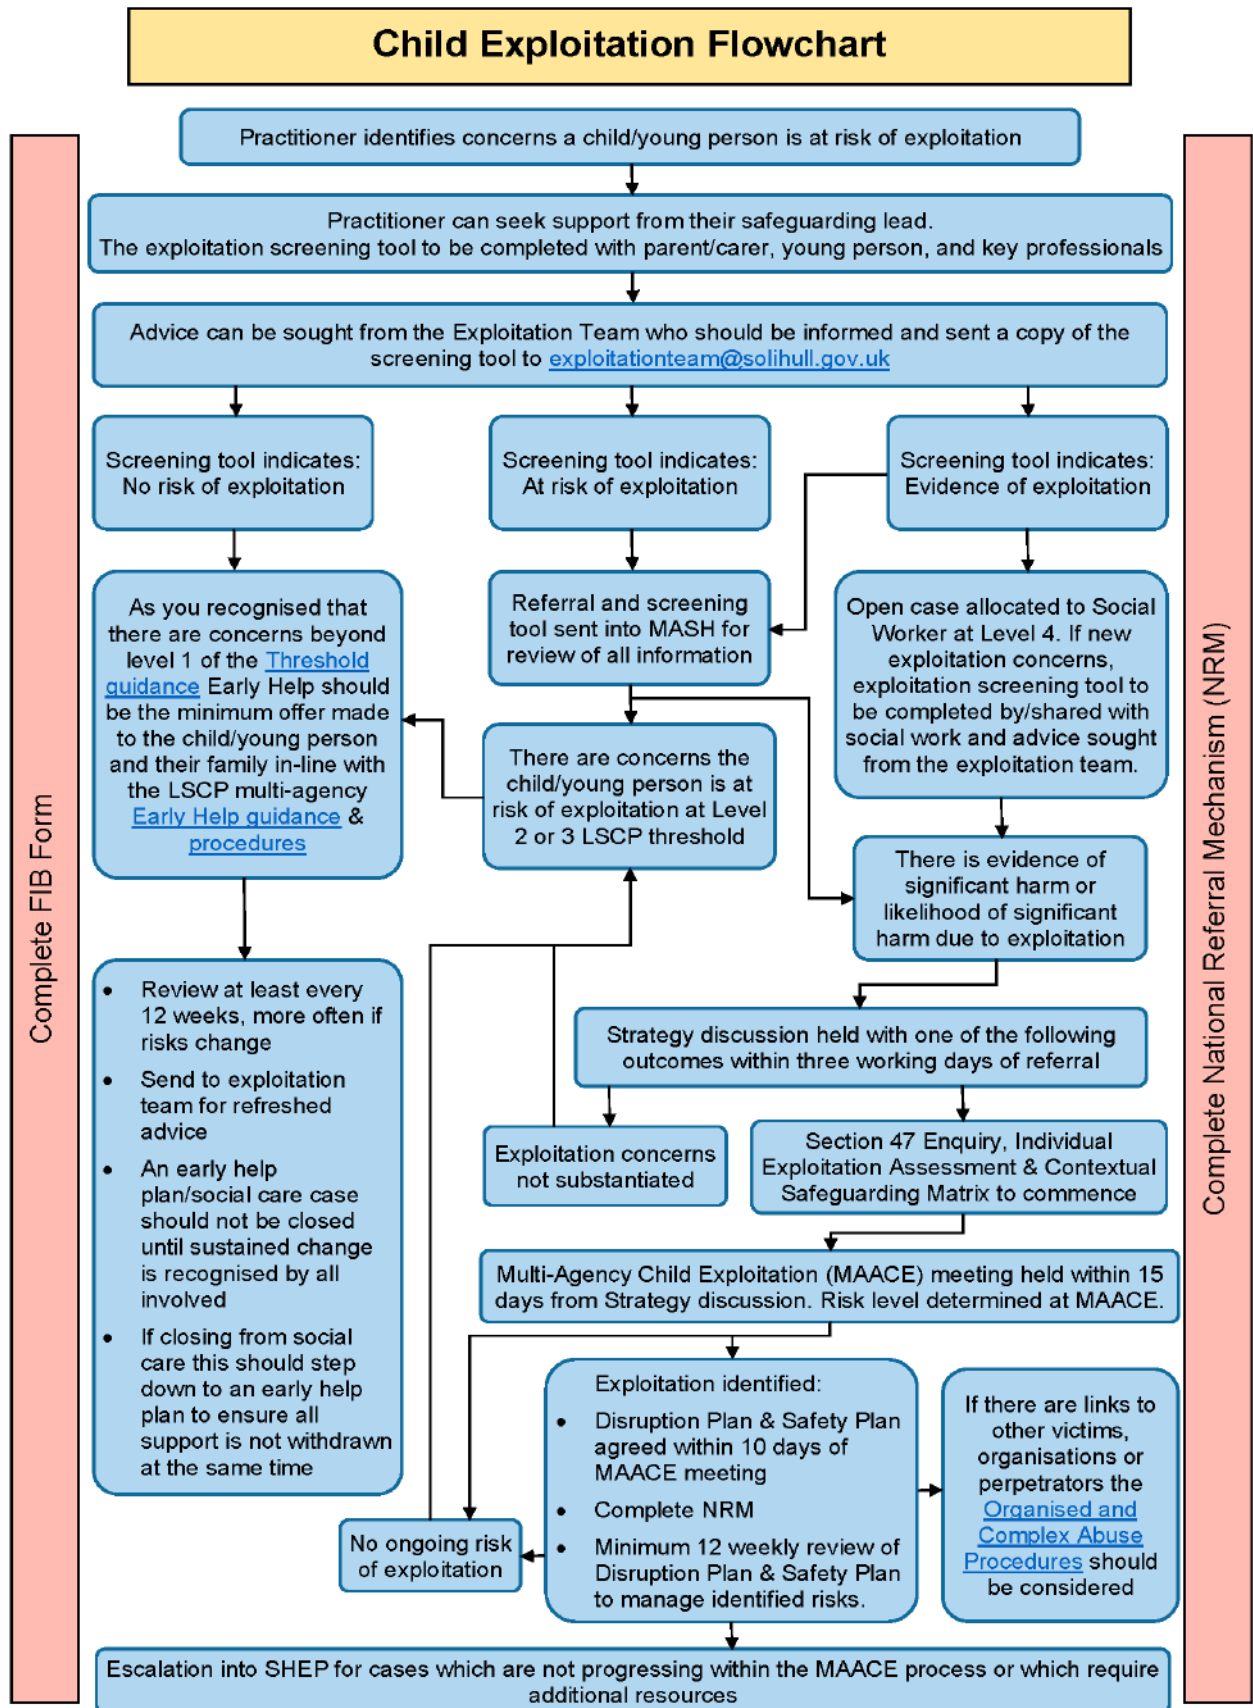 Child Exploitation Flowchart
Complete FIB Form
Complete National Referral Mechanism (NRM)
Practitioner identifies concerns a child/young person is at risk of exploitation
Practitioner can seek support from their safeguarding lead.
The exploitation screening tool to be completed with parent/carer, young person, and key professionals
Advice can be sought from the Exploitation Team who should be informed and sent a copy of the
screening tool to exploitationteam@solihull.gov.uk
Screening tool indicates:
No risk of exploitation
Screening tool indicates:
At risk of exploitation
Screening tool indicates:
Evidence of exploitation
As you recognised that
there are concerns beyond
level 1 of the Threshold
guidance Early Help should
be the minimum offer made
to the child/young person
and their family in-line with
the LSCP multi-agency
Early Help guidance &
procedures
Referral and screening
tool sent into MASH for
review of all information
Open case allocated to Social
Worker at Level 4. If new
exploitation concerns,
exploitation screening tool to
be completed by/shared with
social work and advice sought
from the exploitation team.
There are concerns the
child/young person is at
risk of exploitation at Level
2 or 3 LSCP threshold
There is evidence of
significant harm or
likelihood of significant
harm due to exploitation
• Review at least every
12 weeks, more often if
risks change
• Send to exploitation
team for refreshed
advice
• An early help
plan/social care case
should not be closed
until sustained change
is recognised by all
involved
• If closing from social
care this should step
down to an early help
plan to ensure all
support is not withdrawn
at the same time
Strategy discussion held with one of the following
outcomes within three working days of referral
Exploitation concerns
not substantiated
Section 47 Enquiry, Individual
Exploitation Assessment & Contextual
Safeguarding Matrix to commence
Multi-Agency Child Exploitation (MAACE) meeting held within 15
days from Strategy discussion. Risk level determined at MAACE.
No ongoing risk
of exploitation
Exploitation identified:
• Disruption Plan & Safety Plan
agreed within 10 days of
MAACE meeting
• Complete NRM
• Minimum 12 weekly review of
Disruption Plan & Safety Plan
to manage identified risks.
If there are links to
other victims,
organisations or
perpetrators the
Organised and
Complex Abuse
Procedures should
be considered
Escalation into SHEP for cases which are not progressing within the MAACE process or which require
additional resources